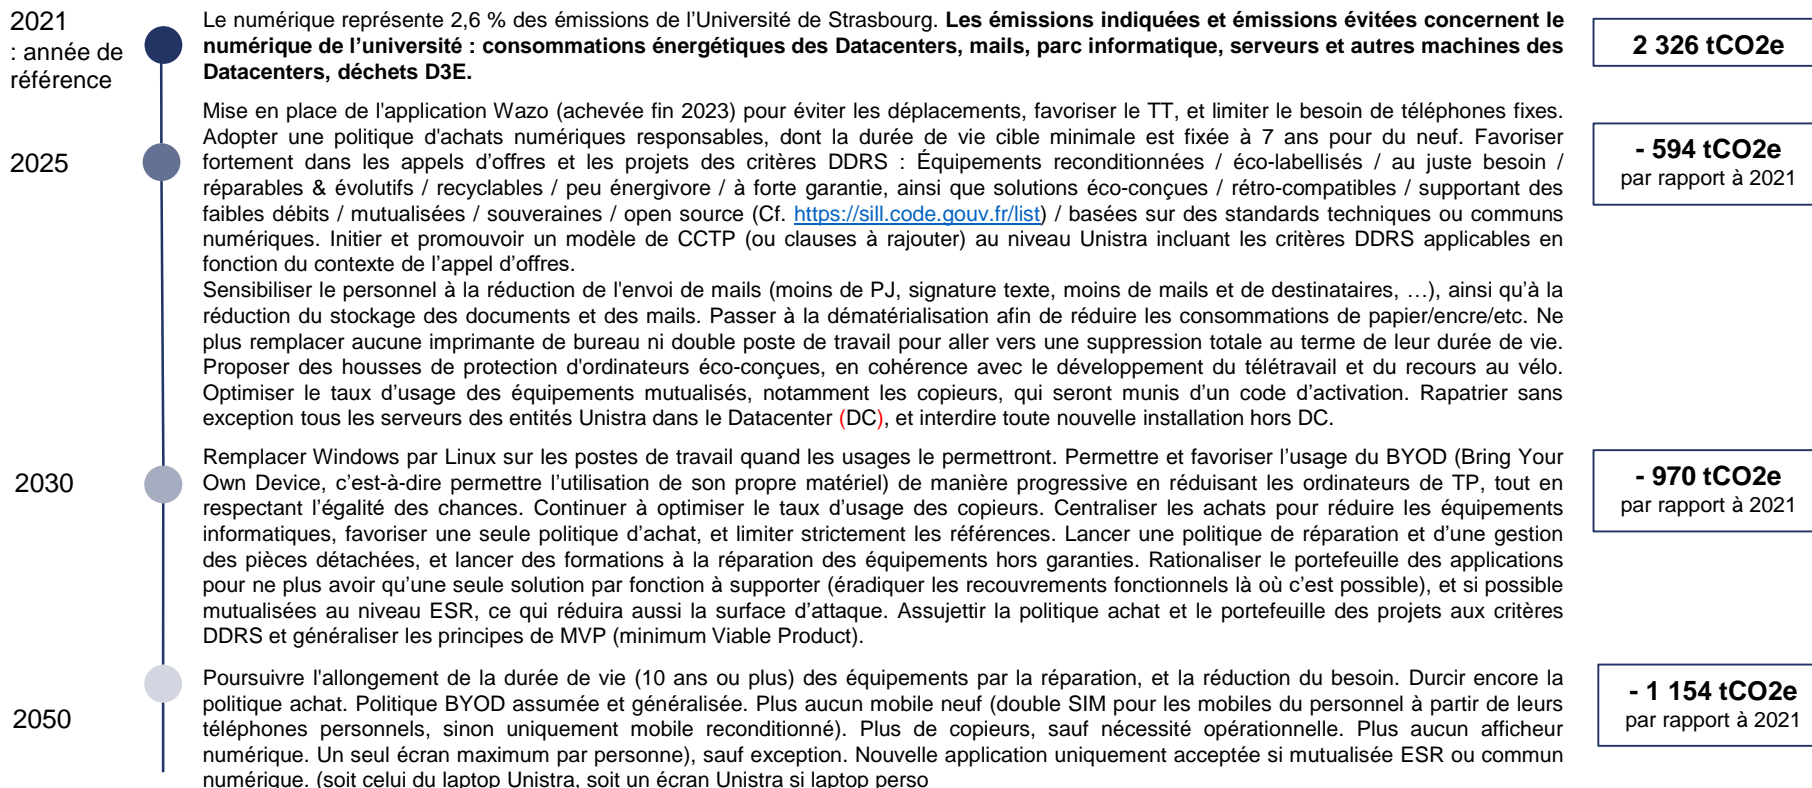 2021
: année de
référence
Le numérique représente 2,6 % des émissions de l'Université de Strasbourg. Les émissions indiquées et émissions évitées concernent le
numérique de l'université : consommations énergétiques des Datacenters, mails, parc informatique, serveurs et autres machines des
Datacenters, déchets D3E.
2 326 tCO2e
2025
Mise en place de l'application Wazo (achevée fin 2023) pour éviter les déplacements, favoriser le TT, et limiter le besoin de téléphones fixes.
Adopter une politique d'achats numériques responsables, dont la durée de vie cible minimale est fixée à 7 ans pour du neuf. Favoriser
fortement dans les appels d'offres et les projets des critères DDRS : Équipements reconditionnées / éco-labellisés / au juste besoin /
réparables & évolutifs / recyclables / peu énergivore / à forte garantie, ainsi que solutions éco-conçues / rétro-compatibles / supportant des
faibles débits / mutualisées / souveraines / open source (Cf. https://sill.code.gouv.fr/list) / basées sur des standards techniques ou communs
numériques. Initier et promouvoir un modèle de CCTP (ou clauses à rajouter) au niveau Unistra incluant les critères DDRS applicables en
fonction du contexte de l'appel d'offres.
Sensibiliser le personnel à la réduction de l'envoi de mails (moins de PJ, signature texte, moins de mails et de destinataires, …), ainsi qu'à la
réduction du stockage des documents et des mails. Passer à la dématérialisation afin de réduire les consommations de papier/encre/etc. Ne
plus remplacer aucune imprimante de bureau ni double poste de travail pour aller vers une suppression totale au terme de leur durée de vie.
Proposer des housses de protection d'ordinateurs éco-conçues, en cohérence avec le développement du télétravail et du recours au vélo.
Optimiser le taux d'usage des équipements mutualisés, notamment les copieurs, qui seront munis d'un code d'activation. Rapatrier sans
exception tous les serveurs des entités Unistra dans le Datacenter (DC), et interdire toute nouvelle installation hors DC.
- 594 tCO2e
par rapport à 2021
2030
Remplacer Windows par Linux sur les postes de travail quand les usages le permettront. Permettre et favoriser l'usage du BYOD (Bring Your
Own Device, c'est-à-dire permettre l'utilisation de son propre matériel) de manière progressive en réduisant les ordinateurs de TP, tout en
respectant l'égalité des chances. Continuer à optimiser le taux d'usage des copieurs. Centraliser les achats pour réduire les équipements
informatiques, favoriser une seule politique d'achat, et limiter strictement les références. Lancer une politique de réparation et d'une gestion
des pièces détachées, et lancer des formations à la réparation des équipements hors garanties. Rationaliser le portefeuille des applications
pour ne plus avoir qu'une seule solution par fonction à supporter (éradiquer les recouvrements fonctionnels là où c'est possible), et si possible
mutualisées au niveau ESR, ce qui réduira aussi la surface d'attaque. Assujettir la politique achat et le portefeuille des projets aux critères
DDRS et généraliser les principes de MVP (minimum Viable Product).
- 970 tCO2e
par rapport à 2021
2050
Poursuivre l'allongement de la durée de vie (10 ans ou plus) des équipements par la réparation, et la réduction du besoin. Durcir encore la
politique achat. Politique BYOD assumée et généralisée. Plus aucun mobile neuf (double SIM pour les mobiles du personnel à partir de leurs
téléphones personnels, sinon uniquement mobile reconditionné). Plus de copieurs, sauf nécessité opérationnelle. Plus aucun afficheur
numérique. Un seul écran maximum par personne), sauf exception. Nouvelle application uniquement acceptée si mutualisée ESR ou commun
numérique. (soit celui du laptop Unistra, soit un écran Unistra si laptop perso
- 1 154 tCO2e
par rapport à 2021